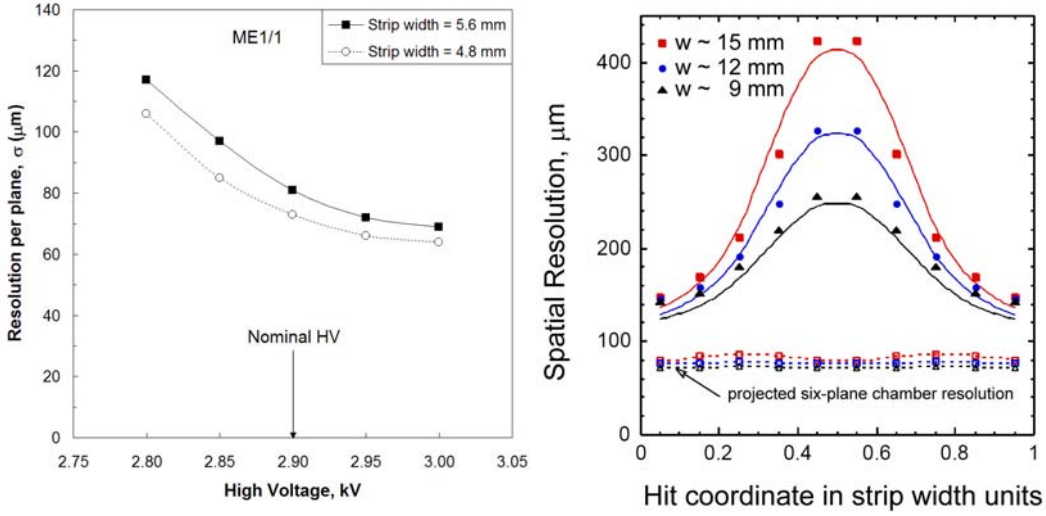 ME1/1
Strip width = 5.6 mm
Strip width = 4.8 mm
Resolution per plane, σ (μm)
140
120
100
80
60
40
20
0
Nominal HV
2.75 2.80 2.85 2.90 2.95 3.00 3.05
High Voltage, kV
w ~ 15 mm
w ~ 12 mm
w ~ 9 mm
Spatial Resolution, μm
400
300
200
100
0
projected six-plane chamber resolution
0 0.2 0.4 0.6 0.8 1
Hit coordinate in strip width units